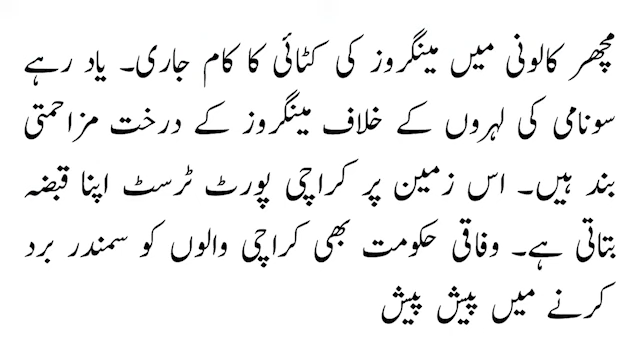 مچھر کالونی میں مینگروز کی کٹائی کا کام جاری۔ یاد رہے
سونامی کی لہروں کے خلاف مینگروز کے درخت مزاحمتی
بند ہیں۔ اس زمین پر کراچی پورٹ ٹرسٹ اپنا قبضہ
بتاتی ہے۔ وفاقی حکومت بھی کراچی والوں کو سمندر برد
کرنے میں پیش پیش